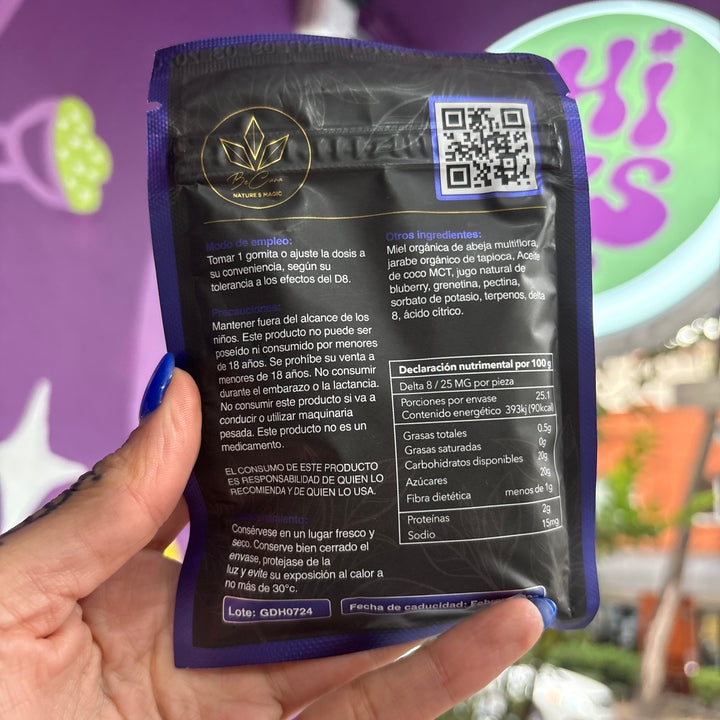 BeCana
NATURE'S MAGIC
Modo de empleo:
Tomar 1 gomita o ajuste la dosis a
su conveniencia, según su
tolerancia a los efectos del D8.
Precauciones:
Mantener fuera del alcance de los
niños. Este producto no puede ser
poseido ni consumido por menores
de 18 años. Se prohíbe su venta a
menores de 18 años. No consumir
durante el embarazo o la lactancia.
No consumir este producto si va a
conducir o utilizar maquinaria
pesada. Este producto no es un
medicamento.
EL CONSUMO DE ESTE PRODUCTO
ES RESPONSABILIDAD DE QUIEN LO
RECOMIENDA Y DE QUIEN LO USA.
Consérvese en un lugar fresco y
seco. Conserve bien cerrado el
envase, protejase de la
luz y evite su exposición al calor a
no más de 30°c.
Lote: GDH0724
Otros ingredientes:
Miel orgánica de abeja multiflora,
jarabe orgánico de tapioca, Aceite
de coco MCT, jugo natural de
bluberry, grenetina, pectina,
sorbato de potasio, terpenos, delta
8, ácido cítrico.
Declaración nutrimental por 100g
Delta 8 / 25 MG por pieza
Porciones por envase 25.1
Contenido energético 393kj (90kcal)
Grasas totales 0.5g
Grasas saturadas 0g
Carbohidratos disponibles 20g
Azúcares 20g
Fibra dietética menos de 1g
Proteínas 2g
Sodio 15mg
Fecha de caducidad: